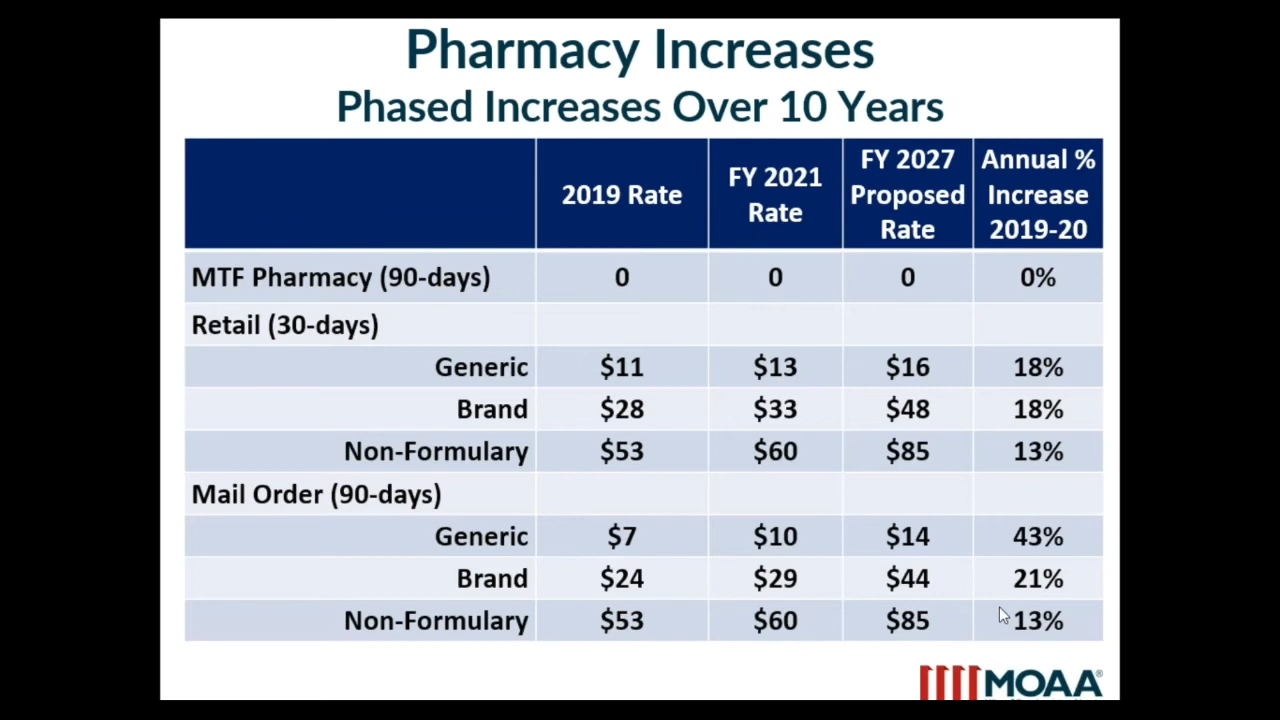 Pharmacy Increases
Phased Increases Over 10 Years
2019 Rate
FY 2021 Rate
FY 2027 Proposed Rate
Annual % Increase 2019-20
MTF Pharmacy (90-days) 0 0 0 0%
Retail (30-days)
Generic $11 $13 $16 18%
Brand $28 $33 $48 18%
Non-Formulary $53 $60 $85 13%
Mail Order (90-days)
Generic $7 $10 $14 43%
Brand $24 $29 $44 21%
Non-Formulary $53 $60 $85 13%
MOAA®